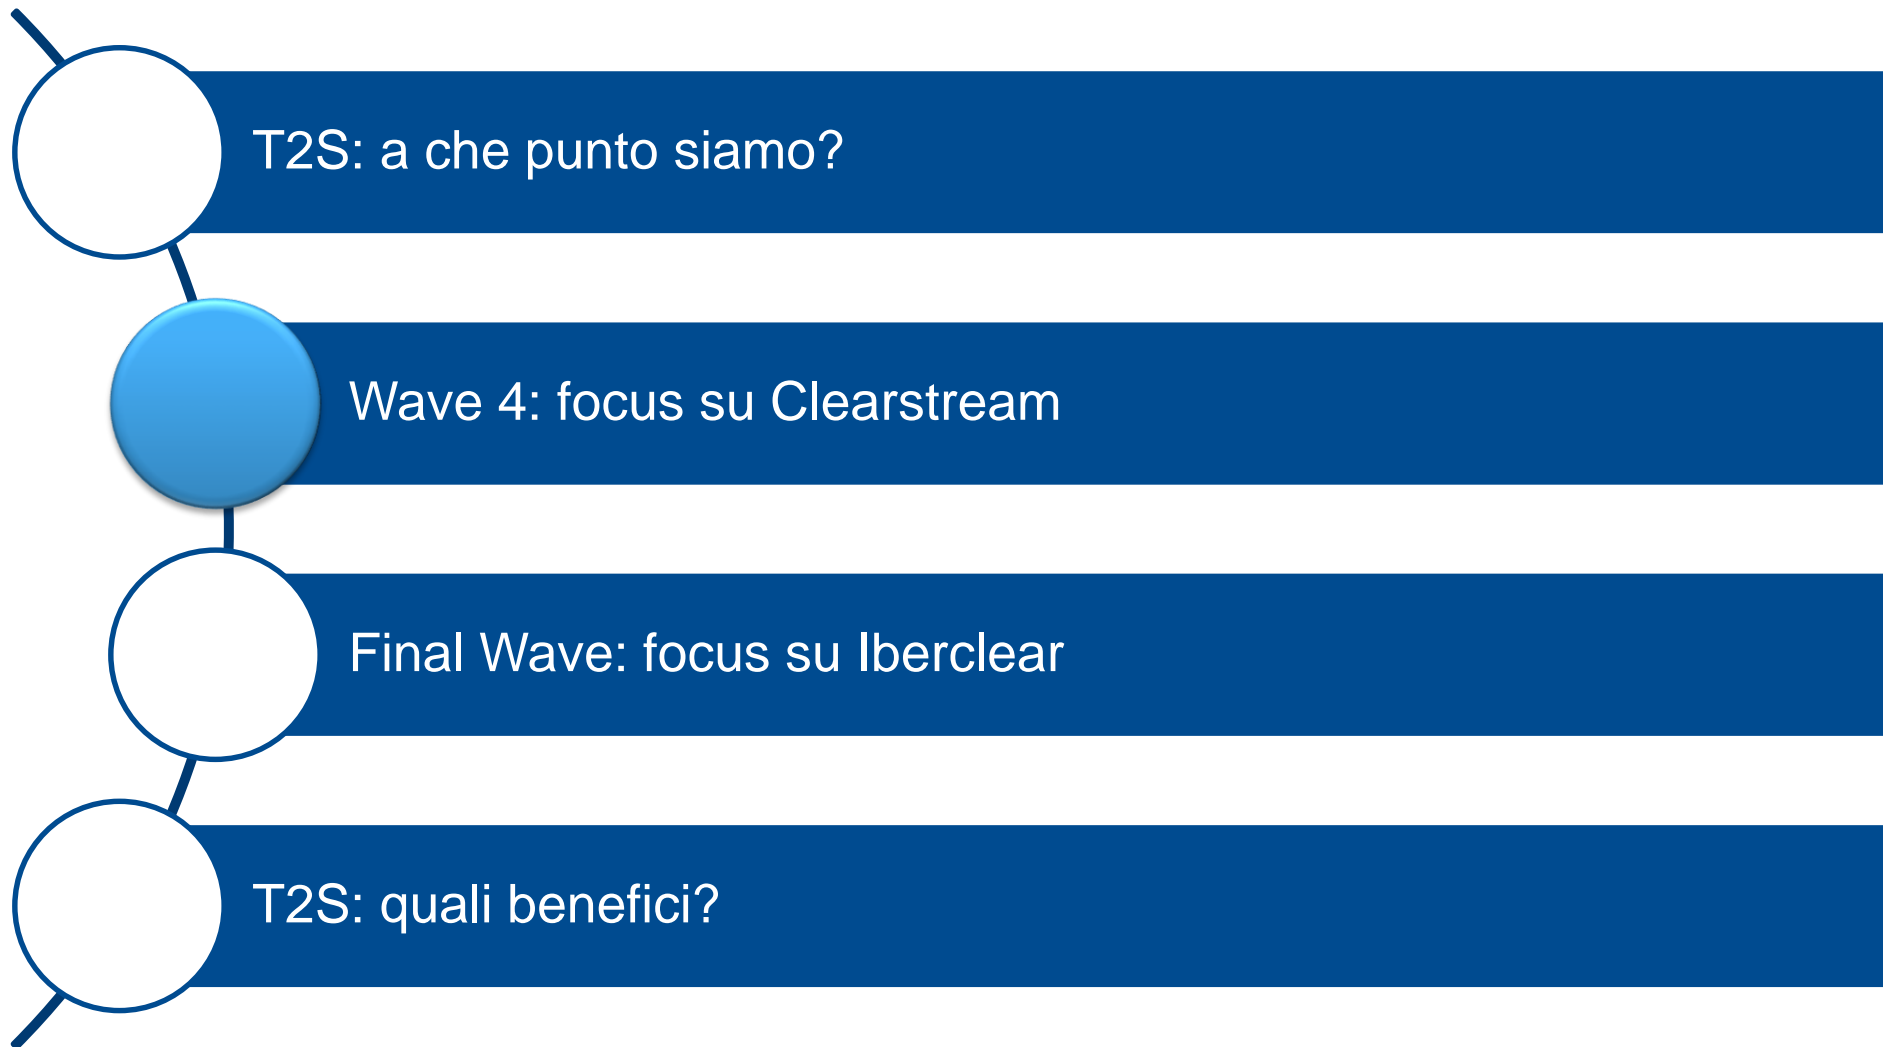 T2S: a che punto siamo?
Wave 4: focus su Clearstream
Final Wave: focus su Iberclear
T2S: quali benefici?